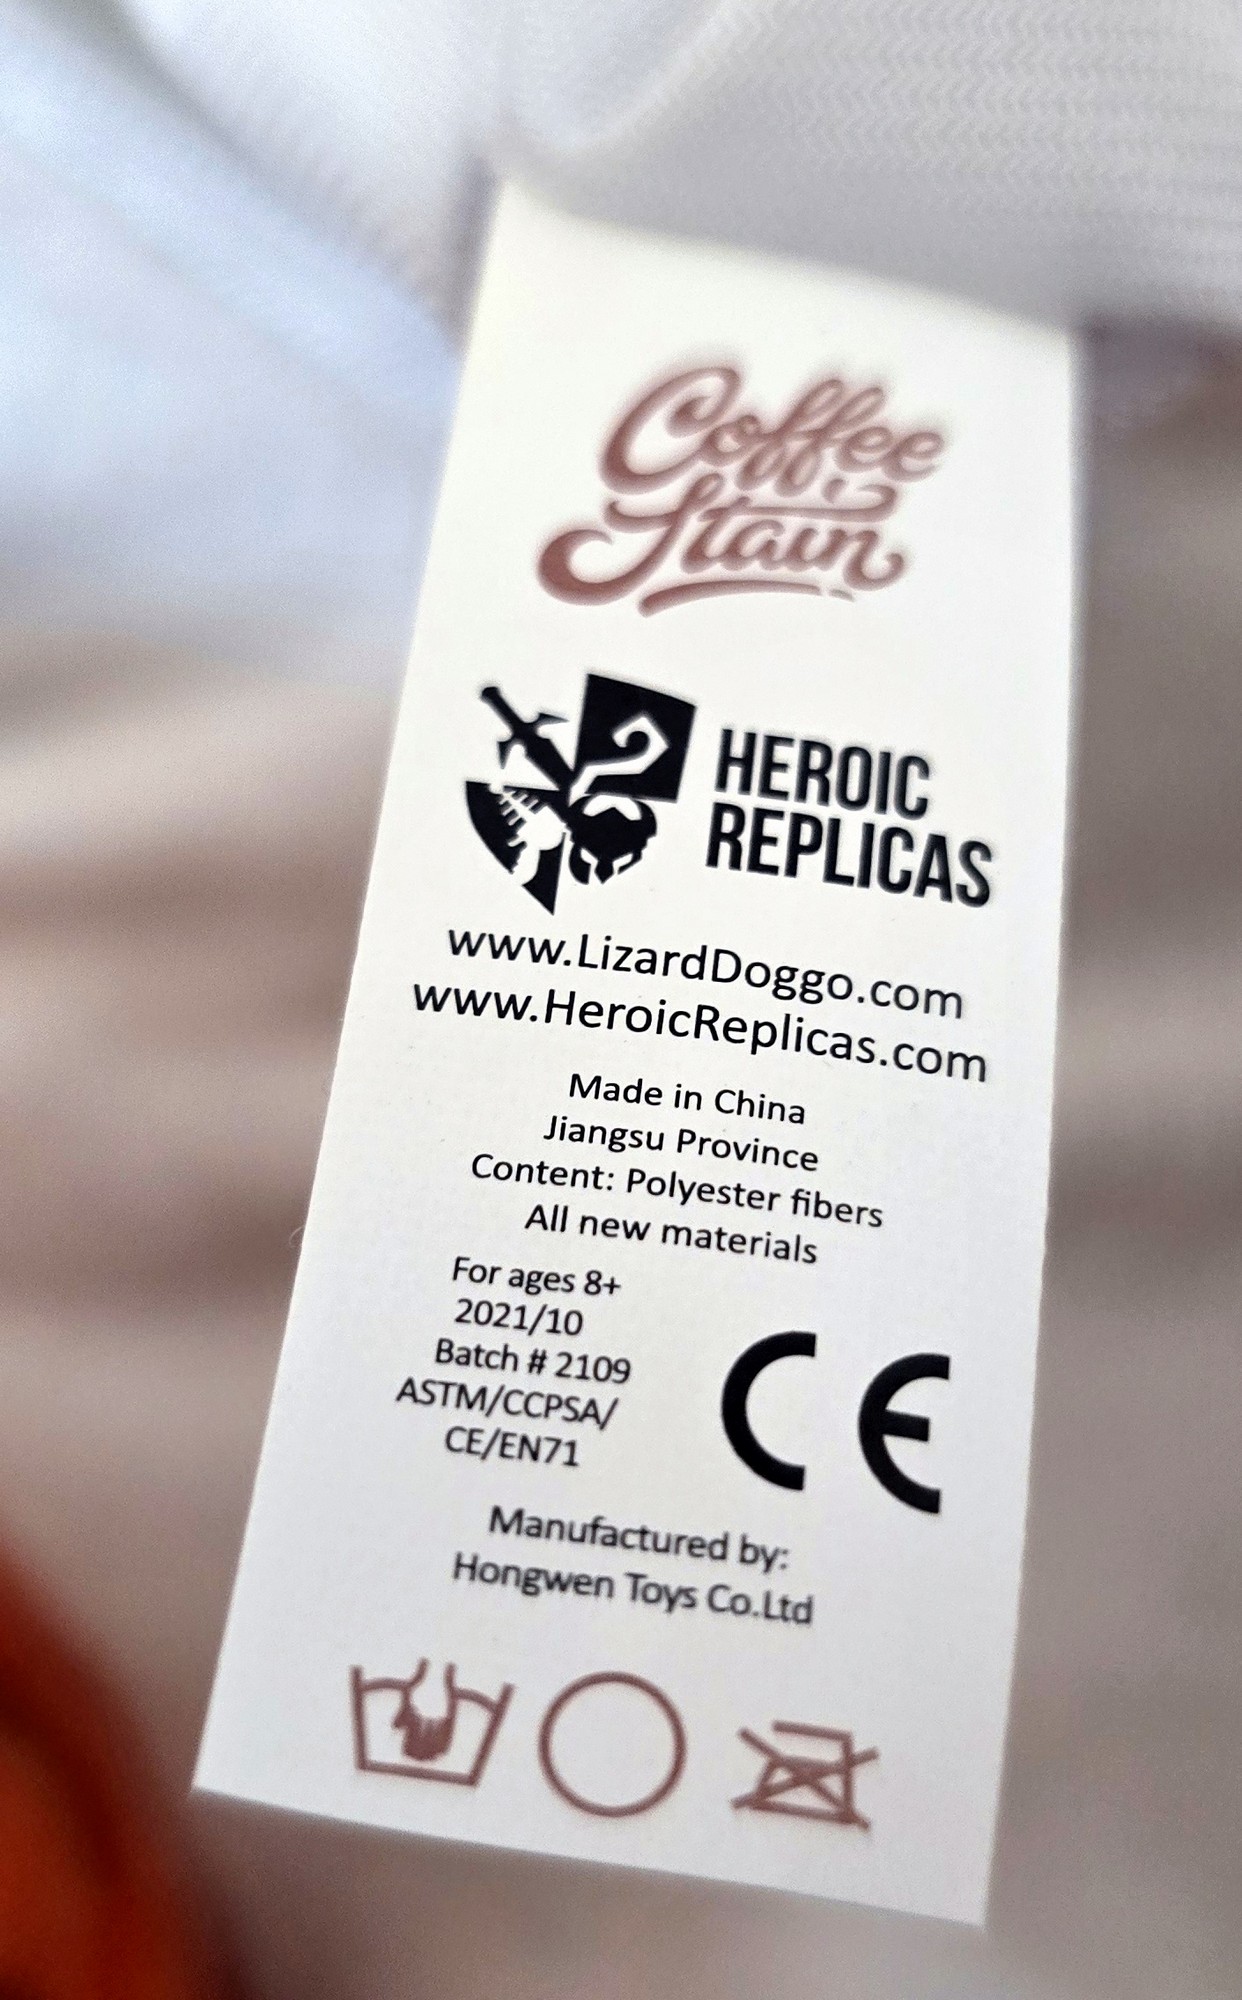 Coffee
Stain
HEROIC
REPLICAS
www.LizardDoggo.com
www.HeroicReplicas.com
Made in China
Jiangsu Province
Content: Polyester fibers
All new materials
For ages 8+
2021/10
Batch # 2109
ASTM/CCPSA/
CE/EN71
CE
Manufactured by:
Hongwen Toys Co.Ltd